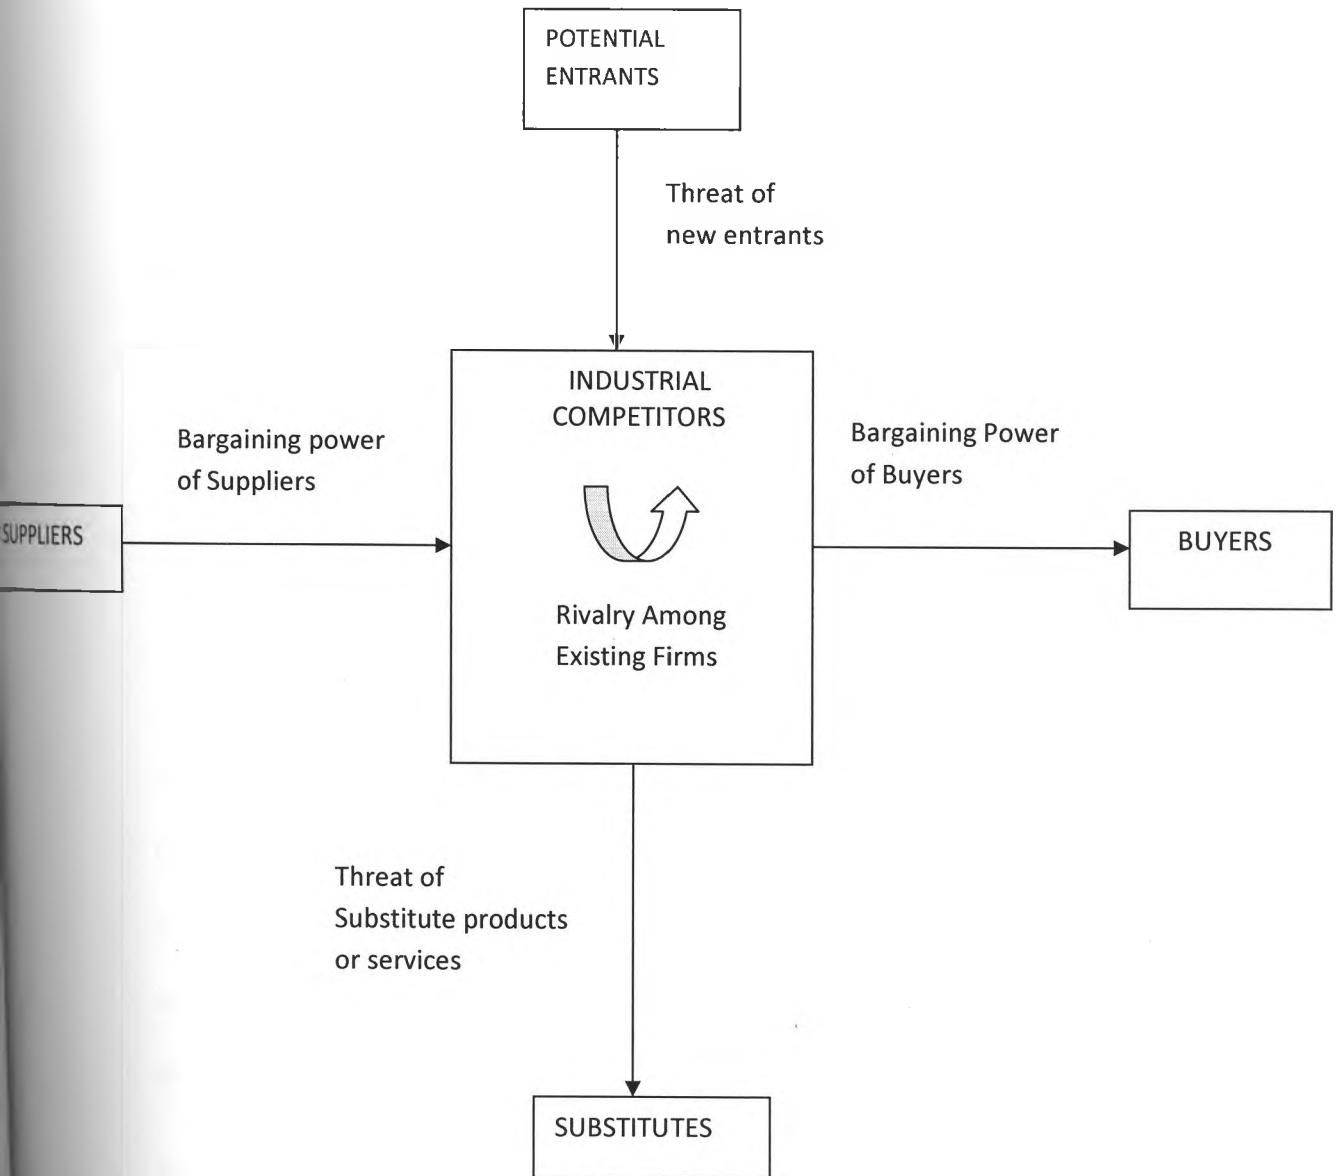 POTENTIAL
ENTRANTS
Threat of
new entrants
INDUSTRIAL
COMPETITORS
Bargaining power
of Suppliers
Bargaining Power
of Buyers
SUPPLIERS
BUYERS
Rivalry Among
Existing Firms
Threat of
Substitute products
or services
SUBSTITUTES